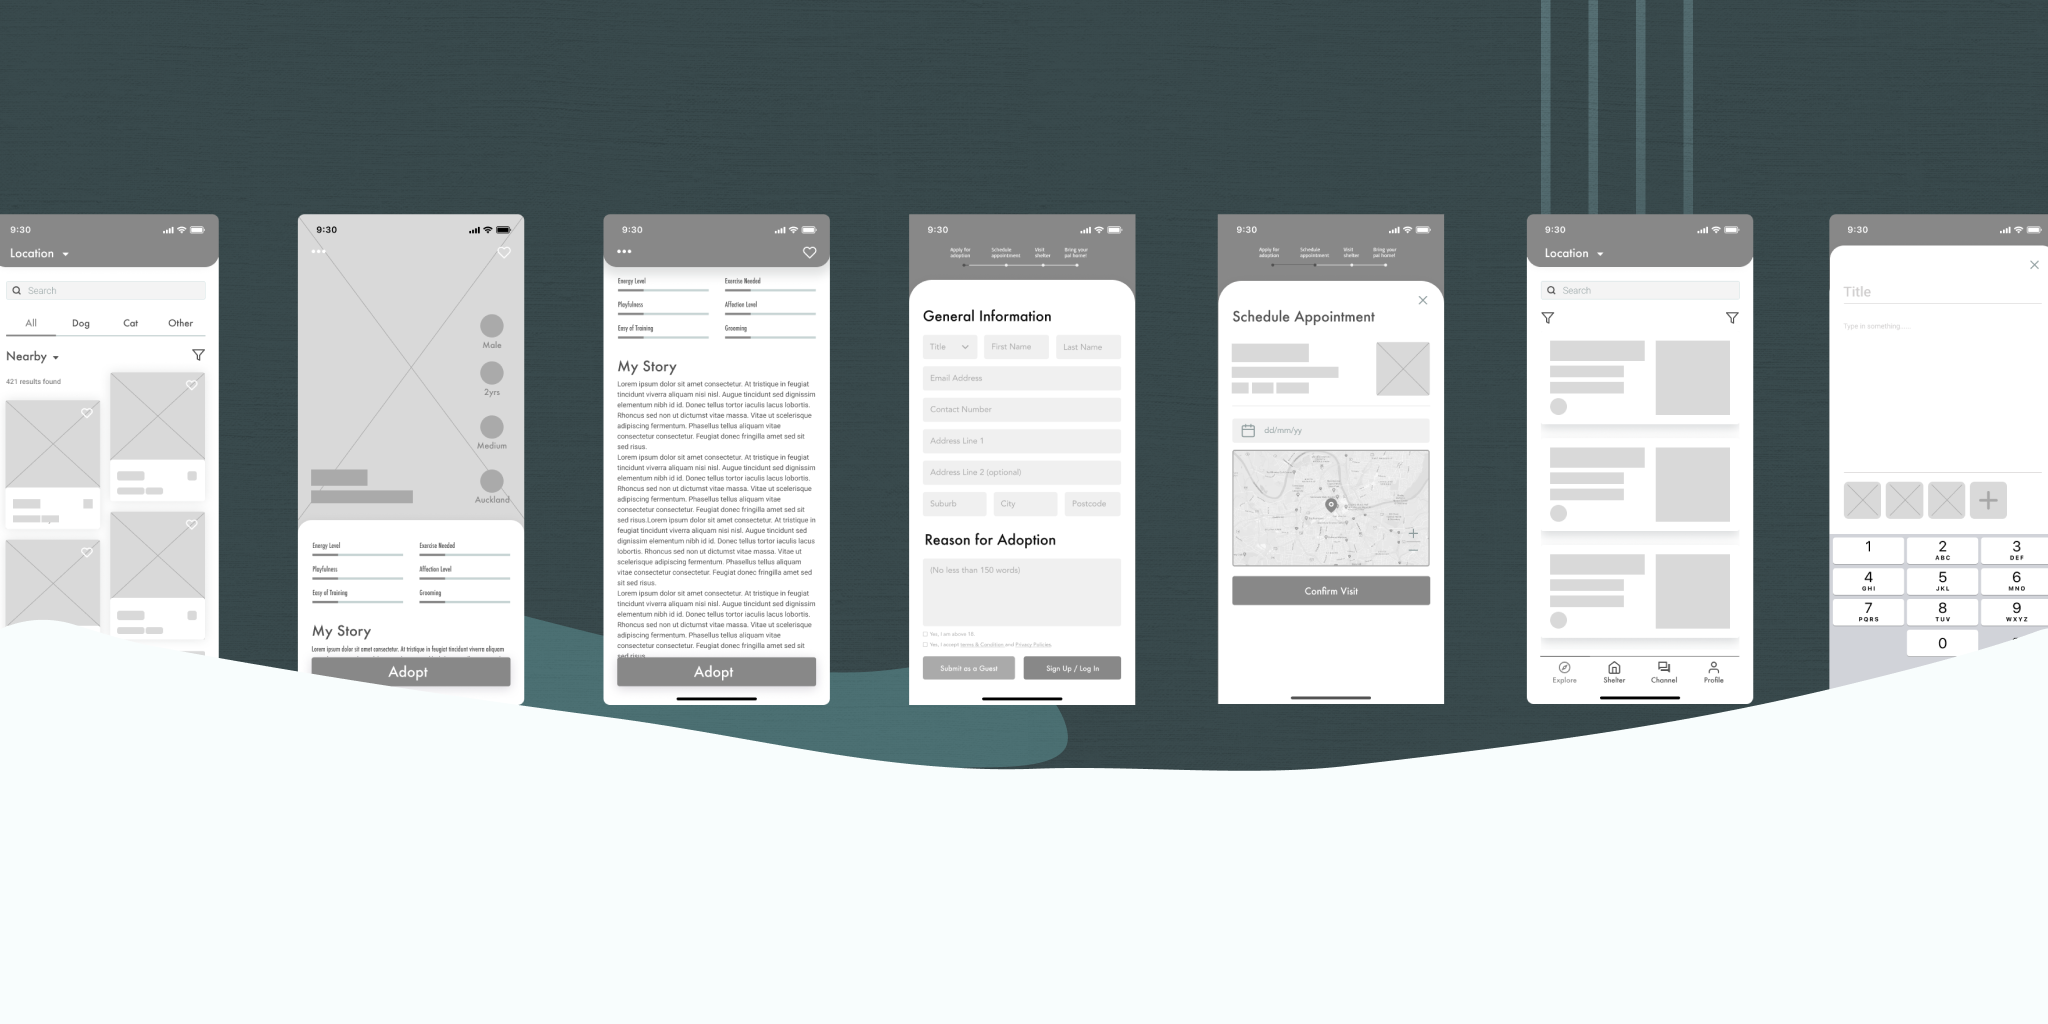 9:30
Location
Search
All Dog Cat Other
Nearby
421 results found
9:30
Male
2yrs
Medium
Auckland
Energy Level Exercise Needed
Playfulness Affection Level
Easy of Training Grooming
My Story
Lorem ipsum dolor sit amet consectetur. At tristique in feugiat tincidunt viverra aliquam
Adopt
9:30
Energy Level Exercise Needed
Playfulness Affection Level
Easy of Training Grooming
My Story
Lorem ipsum dolor sit amet consectetur. At tristique in feugiat
tincidunt viverra aliquam nisi nisl. Augue tincidunt sed dignissim
elementum nibh id id. Donec tellus tortor iaculis lacus lobortis.
Rhoncus sed non ut dictumst vitae massa. Vitae ut scelerisque
adipiscing fermentum. Phasellus tellus aliquam vitae
consectetur consectetur. Feugiat donec fringilla amet sed sit
sed risus.
Lorem ipsum dolor sit amet consectetur. At tristique in feugiat
tincidunt viverra aliquam nisi nisl. Augue tincidunt sed dignissim
elementum nibh id id. Donec tellus tortor iaculis lacus lobortis.
Rhoncus sed non ut dictumst vitae massa. Vitae ut scelerisque
adipiscing fermentum. Phasellus tellus aliquam vitae
consectetur consectetur. Feugiat donec fringilla amet sed sit
sed risus.Lorem ipsum dolor sit amet consectetur. At tristique in
feugiat tincidunt viverra aliquam nisi nisl. Augue tincidunt sed
dignissim elementum nibh id id. Donec tellus tortor iaculis lacus
lobortis. Rhoncus sed non ut dictumst vitae massa. Vitae ut
scelerisque adipiscing fermentum. Phasellus tellus aliquam
vitae consectetur consectetur. Feugiat donec fringilla amet sed
sit sed risus.
Lorem ipsum dolor sit amet consectetur. At tristique in feugiat
tincidunt viverra aliquam nisi nisl. Augue tincidunt sed dignissim
elementum nibh id id. Donec tellus tortor iaculis lacus lobortis.
Rhoncus sed non ut dictumst vitae massa. Vitae ut scelerisque
adipiscing fermentum. Phasellus tellus aliquam vitae
consectetur consectetur. Feugiat donec fringilla amet sed sit
sed risus.
Adopt
9:30
Apply for Schedule Visit Bring your
adoption appointment shelter pal home!
General Information
Title First Name Last Name
Email Address
Contact Number
Address Line 1
Address Line 2 (optional)
Suburb City Postcode
Reason for Adoption
(No less than 150 words)
Yes, I am above 18.
Yes, I accept terms & Condition and Privacy Policies
Submit as a Guest Sign Up / Log In
9:30
Apply for Schedule Visit Bring your
adoption appointment shelter pal home!
Schedule Appointment
dd/mm/yy
Confirm Visit
9:30
Location
Search
Explore Shelter Channel Profile
9:30
Title
Type in something.....
1 2 3
ABC DEF
4 5 6
GHI JKL MNO
7 8 9
PQRS TUV WXYZ
0